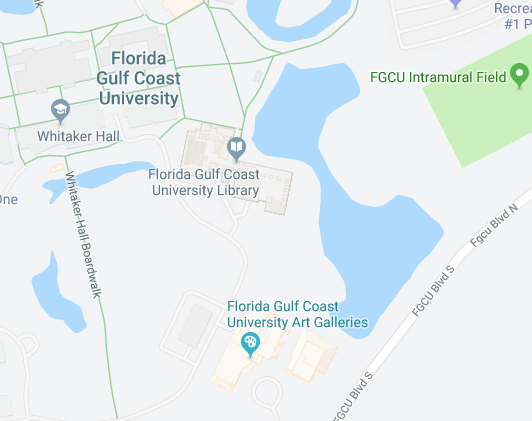 lk
Recrea
#1 P
Florida
Gulf Coast
University
FGCU Intramural Field
Whitaker Hall
Florida Gulf Coast
University Library
One
Whitaker Hall Boardwalk
Fgcu Blvd N
FGCU Blvd S
Florida Gulf Coast
University Art Galleries
FGCU Blvd S